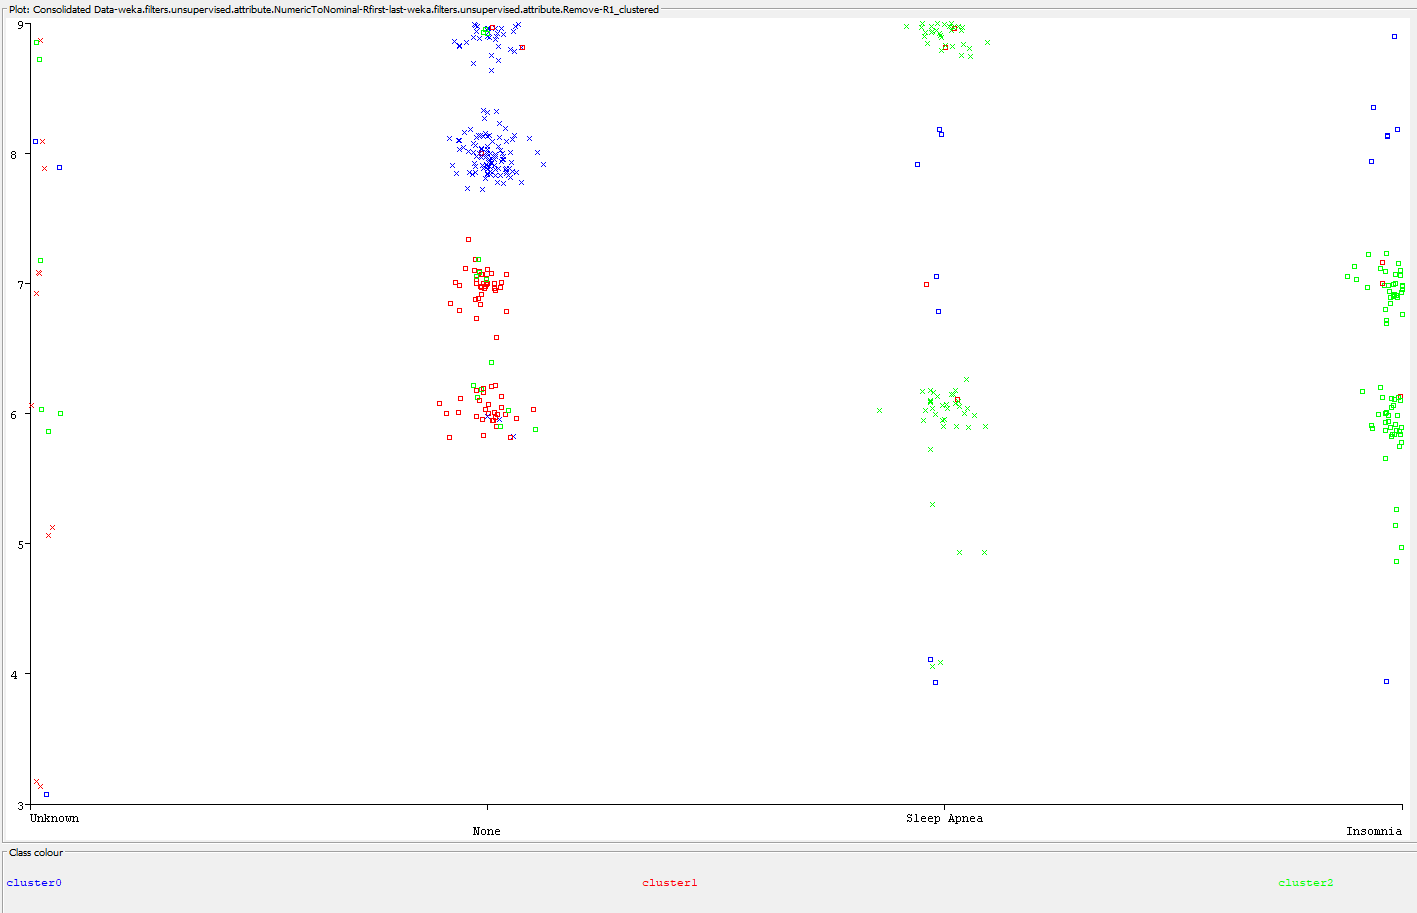 Plot: Consolidated Data-weka.filters.unsupervised.attribute.NumericToNominal-Rfirst-last-weka.filters.unsupervised.attribute.Remove-R1_clustered
9
8
7
6
5
4
3
Unknown
None
Sleep Apnea
Insomnia
Class colour
cluster0
cluster1
cluster2